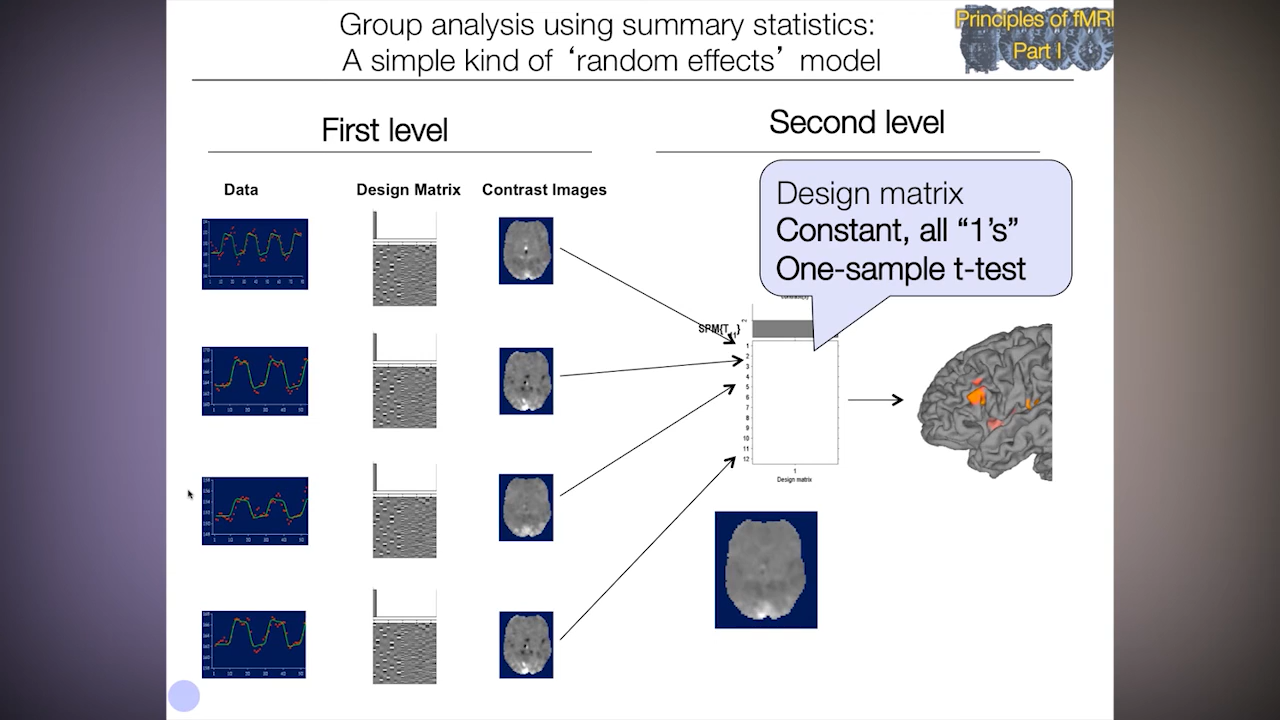 Group analysis using summary statistics:
A simple kind of ‘random effects’ model
Principles of fMRI
Part I
First level
Second level
Data
Design Matrix
Contrast Images
Design matrix
Constant, all “1’s”
One-sample t-test
1
2
3
4
5
6
7
8
9
10
11
12
1
Design matrix